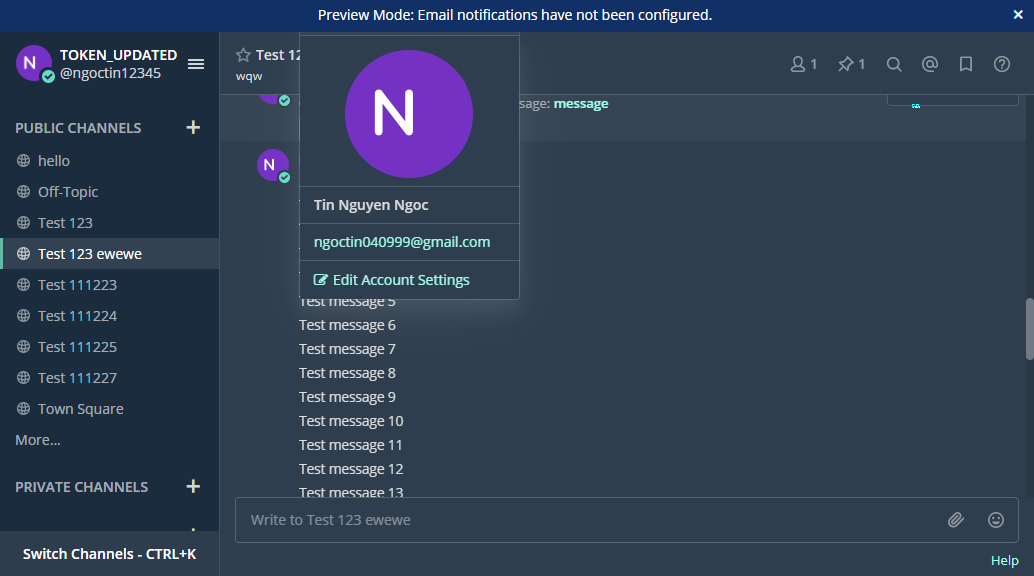 Preview Mode: Email notifications have not been configured.
N
TOKEN_UPDATED
@ngoctin12345
PUBLIC CHANNELS
hello
Off-Topic
Test 123
Test 123 ewewe
Test 111223
Test 111224
Test 111225
Test 111227
Town Square
More...
PRIVATE CHANNELS
Switch Channels - CTRL+K
Test 12
wqw
1
1
sage: message
N
N
Tin Nguyen Ngoc
ngoctin040999@gmail.com
Edit Account Settings
Test message 5
Test message 6
Test message 7
Test message 8
Test message 9
Test message 10
Test message 11
Test message 12
Test message 13
Write to Test 123 ewewe
Help